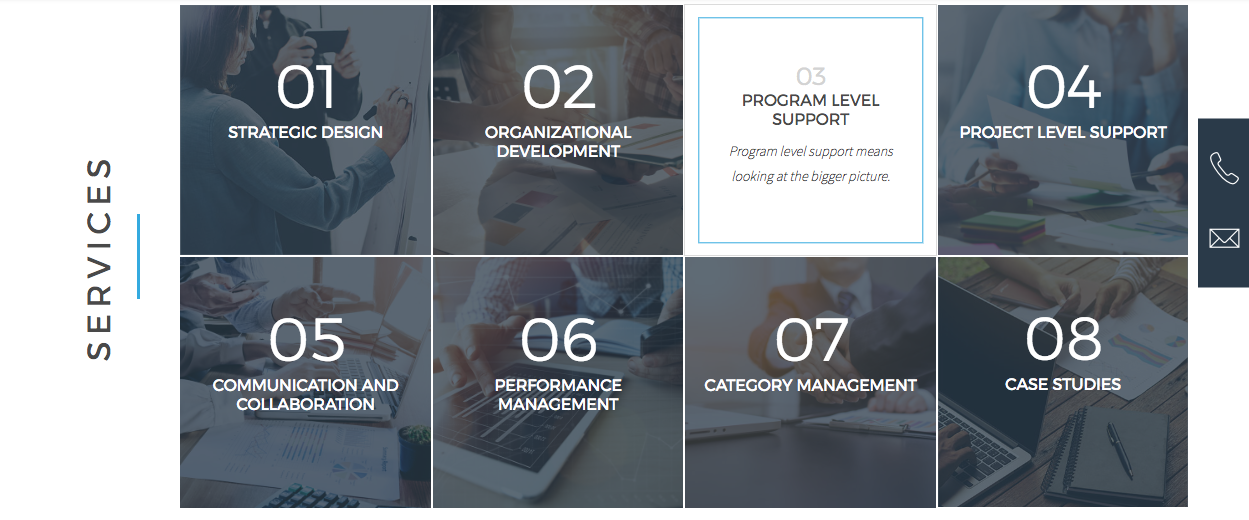 SERVICES
01
STRATEGIC DESIGN
02
ORGANIZATIONAL
DEVELOPMENT
03
PROGRAM LEVEL
SUPPORT
Program level support means
looking at the bigger picture.
04
PROJECT LEVEL SUPPORT
05
COMMUNICATION AND
COLLABORATION
06
PERFORMANCE
MANAGEMENT
07
CATEGORY MANAGEMENT
08
CASE STUDIES